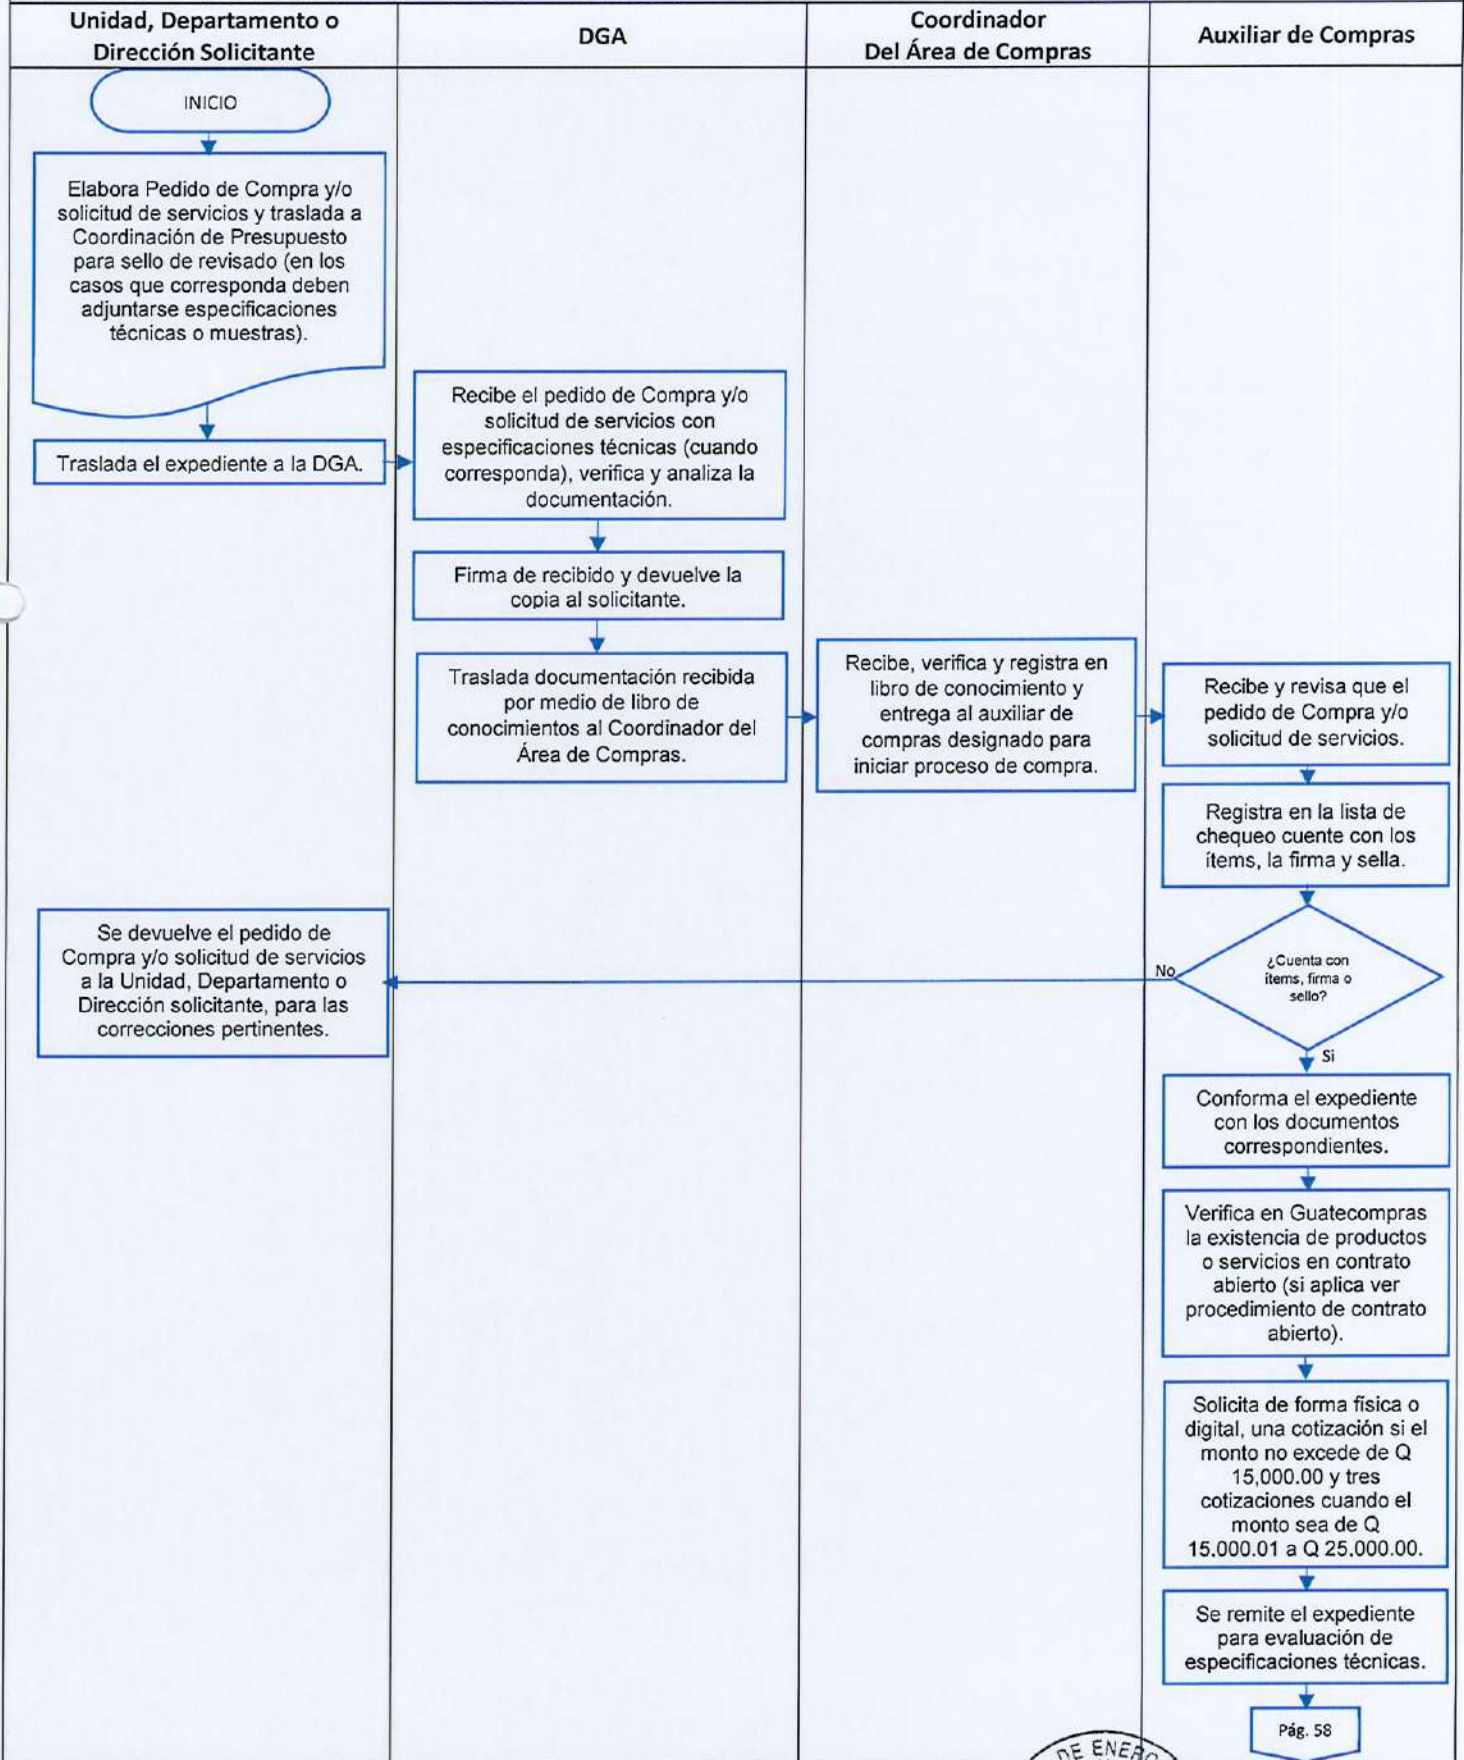 Unidad, Departamento o
Dirección Solicitante
DGA
Coordinador
Del Área de Compras
Auxiliar de Compras
INICIO
Elabora Pedido de Compra y/o
solicitud de servicios y traslada a
Coordinación de Presupuesto
para sello de revisado (en los
casos que corresponda deben
adjuntarse especificaciones
técnicas o muestras).
Traslada el expediente a la DGA.
Recibe el pedido de Compra y/o
solicitud de servicios con
especificaciones técnicas (cuando
corresponda), verifica y analiza la
documentación.
Firma de recibido y devuelve la
copia al solicitante.
Traslada documentación recibida
por medio de libro de
conocimientos al Coordinador del
Área de Compras.
Recibe, verifica y registra en
libro de conocimiento y
entrega al auxiliar de
compras designado para
iniciar proceso de compra.
Recibe y revisa que el
pedido de Compra y/o
solicitud de servicios.
Registra en la lista de
chequeo cuente con los
ítems, la firma y sella.
¿Cuenta con
ítems, firma o
sello?
No
Se devuelve el pedido de
Compra y/o solicitud de servicios
a la Unidad, Departamento o
Dirección solicitante, para las
correcciones pertinentes.
Si
Conforma el expediente
con los documentos
correspondientes.
Verifica en Guatecompras
la existencia de productos
o servicios en contrato
abierto (si aplica ver
procedimiento de contrato
abierto).
Solicita de forma física o
digital, una cotización si el
monto no excede de Q
15,000.00 y tres
cotizaciones cuando el
monto sea de Q
15.000.01 a Q 25.000.00.
Se remite el expediente
para evaluación de
especificaciones técnicas.
Pág. 58
DE ENERO